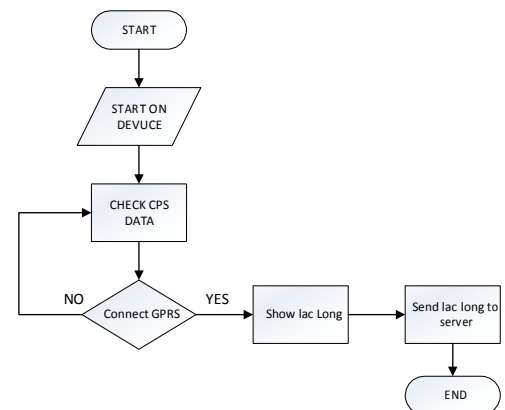 START
START ON
DEVUCE
CHECK CPS
DATA
NO
Connect GPRS
YES
Show lac Long
Send lac long to
server
END